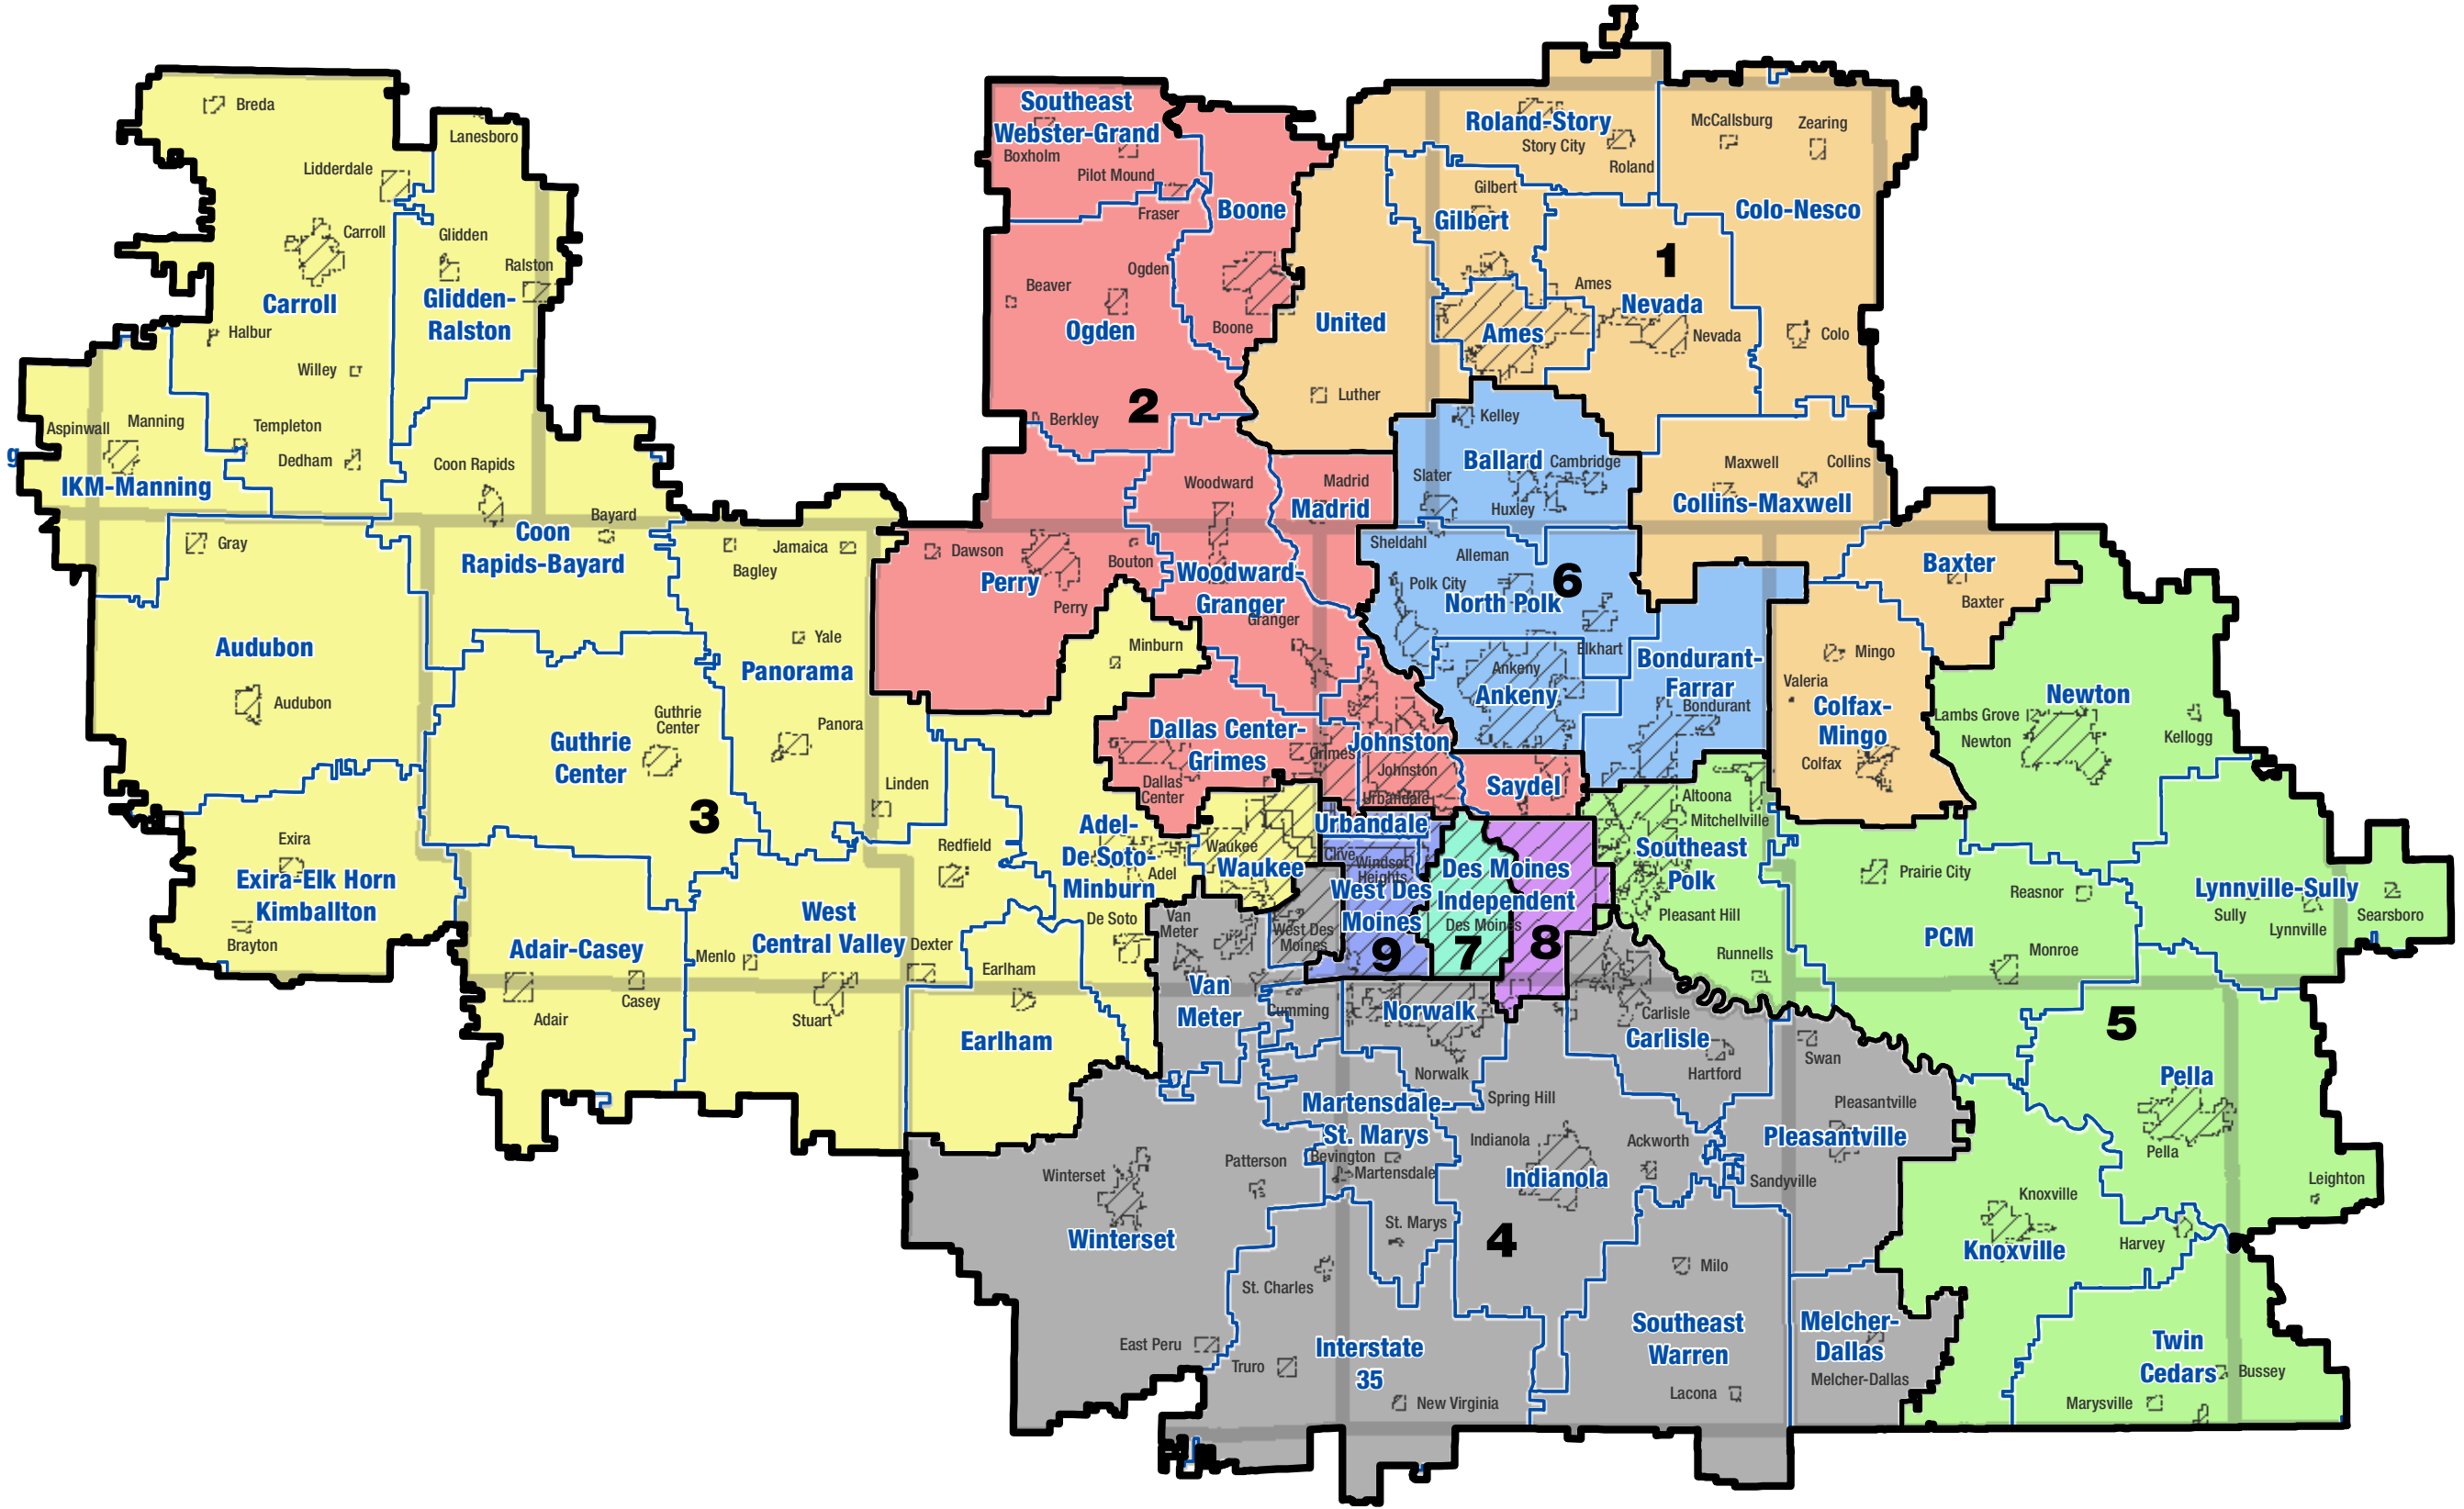 Breda
Lanesboro
Lidderdale
Carroll
Glidden
Ralston
Carroll
Glidden-
Ralston
Halbur
Willey
Aspinwall
Manning
Templeton
Dedham
Coon Rapids
g
IKM-Manning
Gray
Bayard
Coon
Rapids-Bayard
Jamaica
Bagley
Yale
Audubon
Panorama
Audubon
Guthrie
Center
Panora
Guthrie
Center
Linden
3
Exira
Exira-Elk Horn
Kimballton
Brayton
Redfield
Adel-
De Soto-
Minburn
Adel
West
Central Valley
Adair-Casey
Menlo
Dexter
De Soto
Casey
Adair
Stuart
Earlham
Earlham
Minburn
Waukee
Waukee
Southeast
Webster-Grand
Boxholm
Pilot Mound
Fraser
Boone
Ogden
Beaver
Ogden
Boone
2
Berkley
Woodward
Madrid
Madrid
Dawson
Perry
Perry
Bouton
Woodward-
Granger
Granger
Dallas Center-
Grimes
Dallas
Center
Grimes
Johnston
Johnston
Urbandale
Saydel
Roland-Story
Story City
Roland
McCallsburg
Zearing
Gilbert
Gilbert
Colo-Nesco
1
Ames
Nevada
United
Ames
Nevada
Colo
Luther
Maxwell
Collins
Collins-Maxwell
Baxter
Baxter
Mingo
Valeria
Colfax-
Mingo
Colfax
Kelley
Ballard
Cambridge
Slater
Huxley
Sheldahl
Alleman
6
Polk City
North Polk
Elkhart
Ankeny
Ankeny
Bondurant-
Farrar
Bondurant
Newton
Lambs Grove
Newton
Kellogg
Altoona
Mitchellville
Southeast
Polk
Pleasant Hill
Runnells
Prairie City
Reasnor
PCM
Monroe
Lynnville-Sully
Sully
Lynnville
Searsboro
5
Pella
Pella
Leighton
Knoxville
Knoxville
Harvey
Twin
Cedars
Bussey
Marysville
Urbandale
Clive
Windsor
Heights
West Des
Moines
9
Des Moines
Independent
Des Moines
7
8
Van
Meter
West Des
Moines
Van
Meter
Cumming
Norwalk
Norwalk
Carlisle
Carlisle
Hartford
Swan
Spring Hill
Martensdale-
St. Marys
Bevington
Martensdale
Pleasantville
Pleasantville
Indianola
Indianola
Ackworth
Sandyville
Winterset
Winterset
Patterson
St. Marys
4
Milo
St. Charles
East Peru
Truro
Interstate
35
New Virginia
Southeast
Warren
Lacona
Melcher-
Dallas
Melcher-Dallas